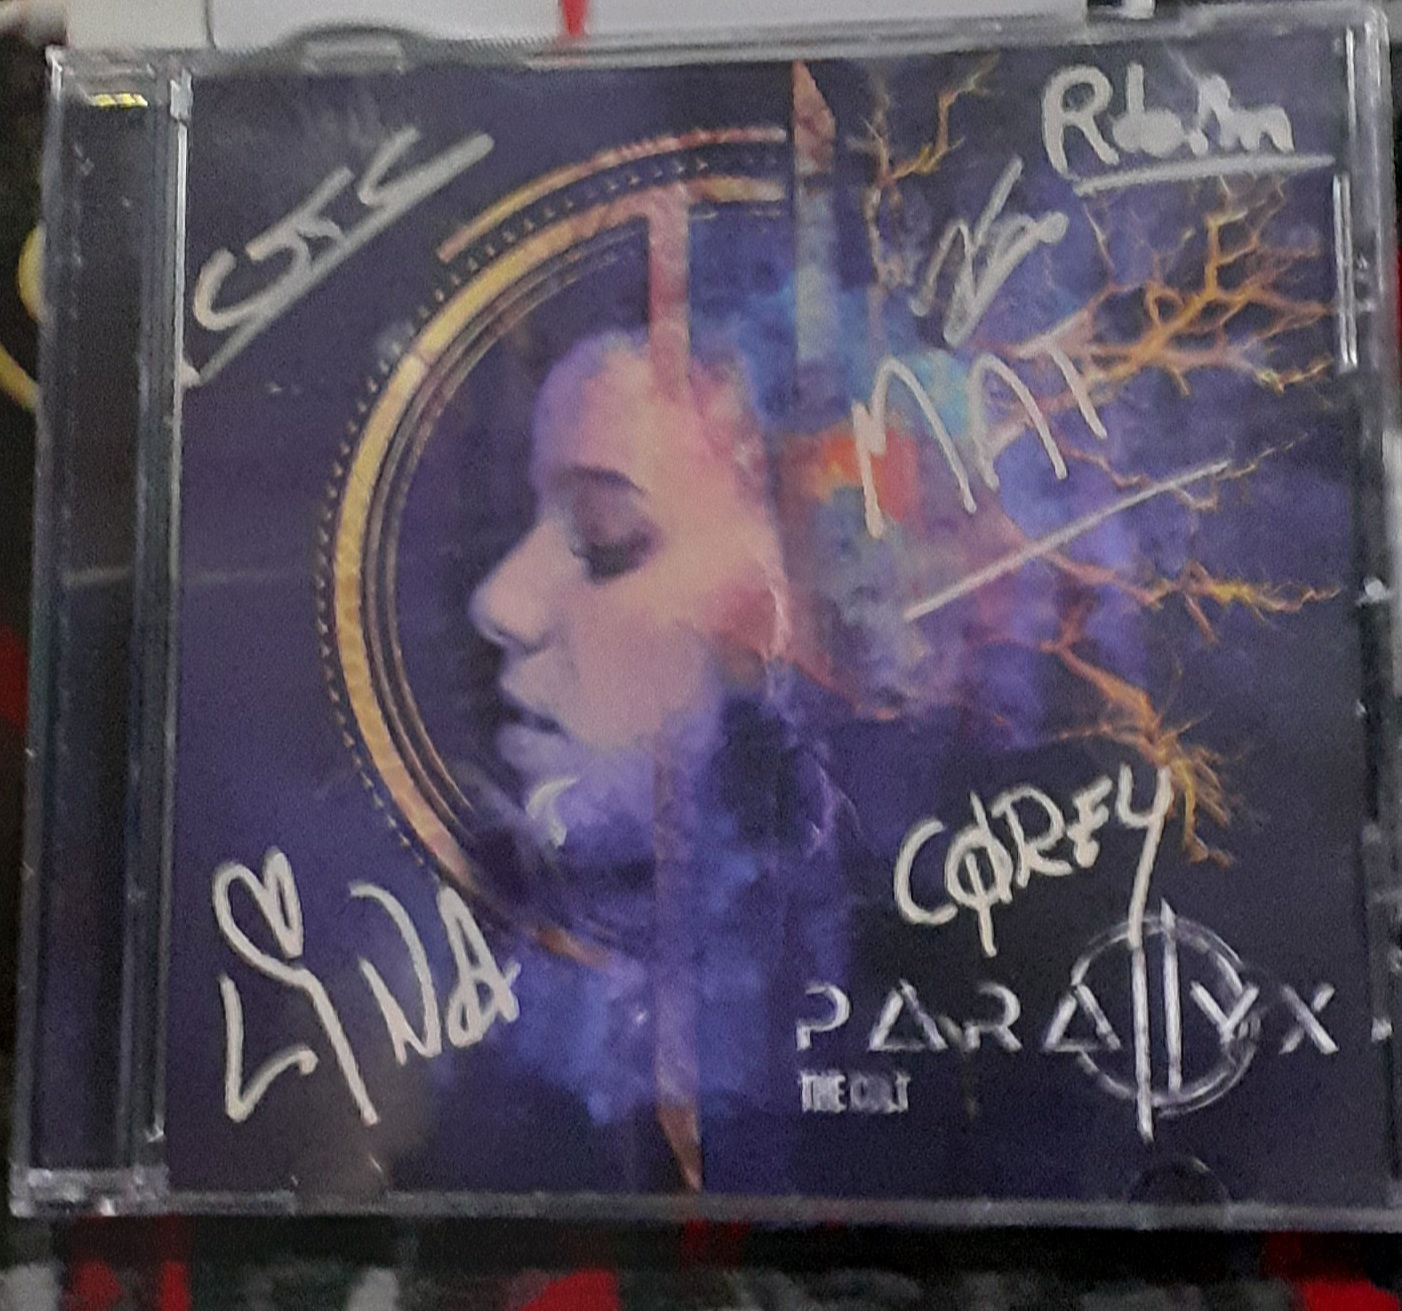 Robin
MAT
CØREY
LINA
PARALLYX
THE CULT